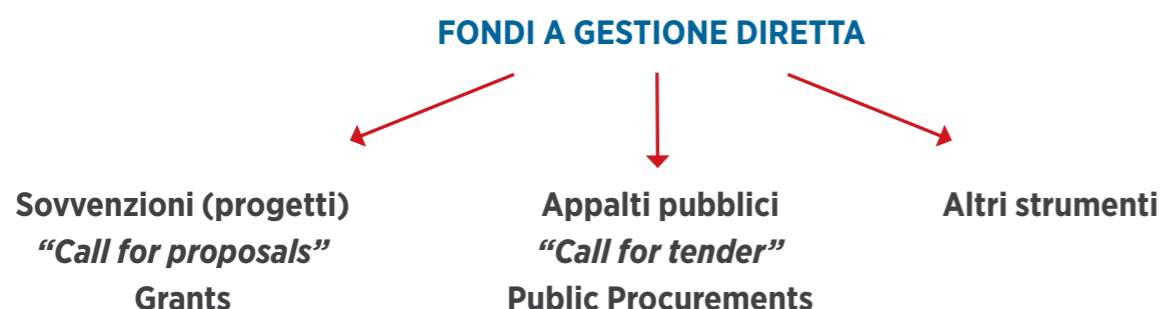 FONDI A GESTIONE DIRETTA
Sovvenzioni (progetti)
“Call for proposals”
Grants
Appalti pubblici
“Call for tender”
Public Procurements
Altri strumenti